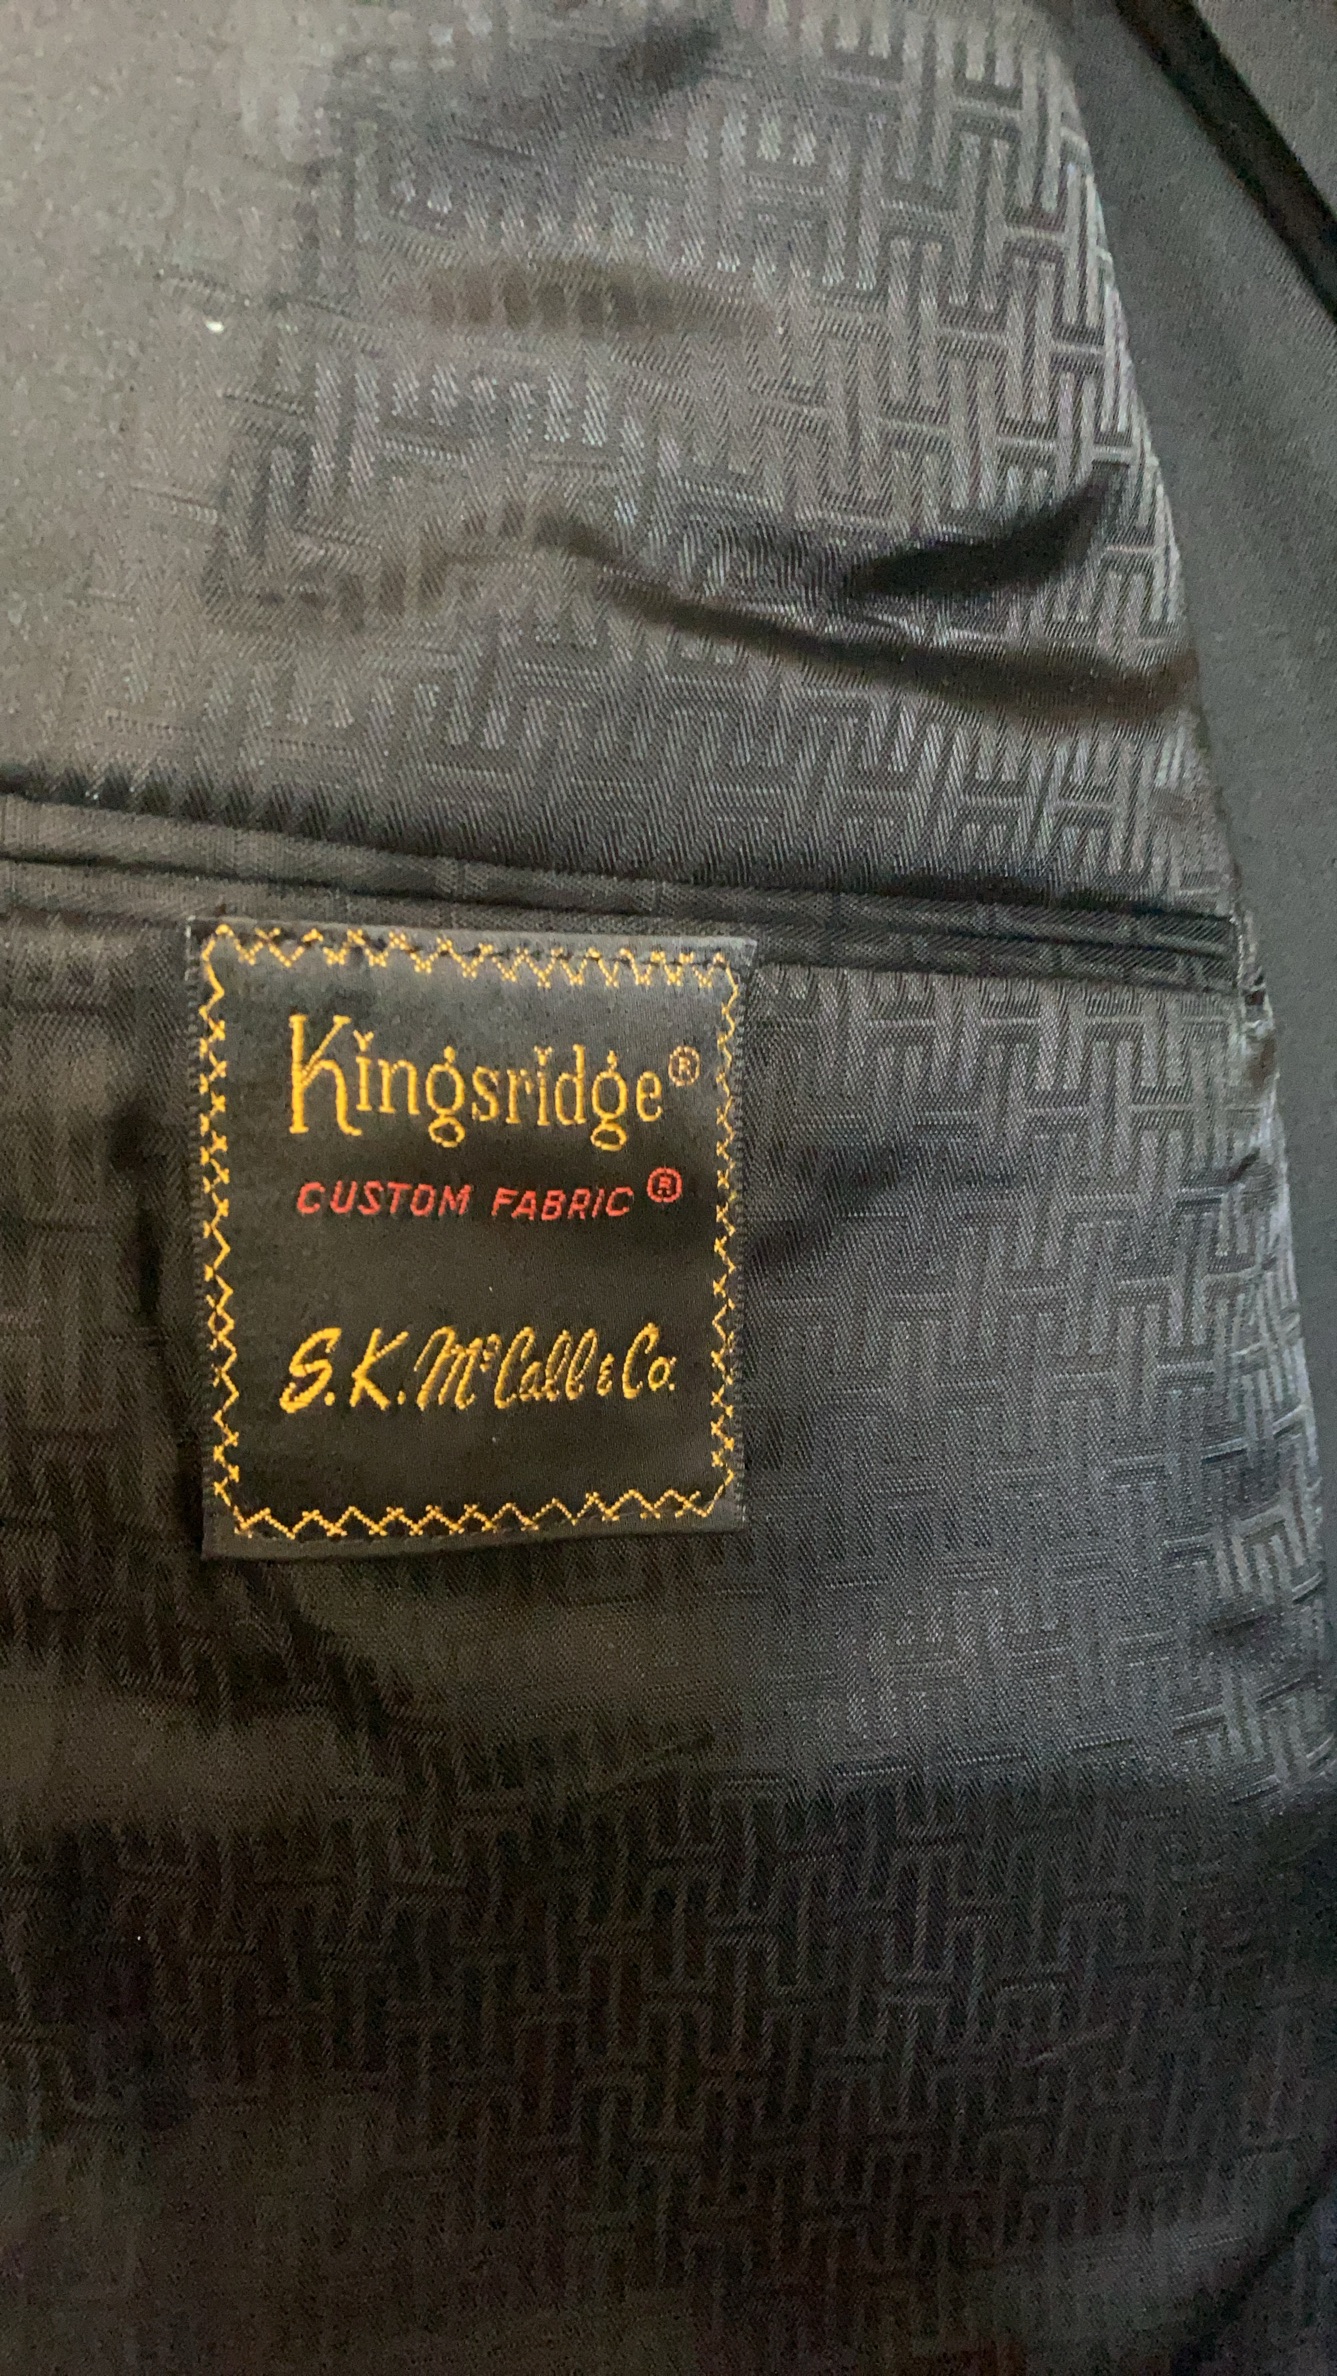 Kingsridge®
CUSTOM FABRIC®
S.K. McCall & Co.